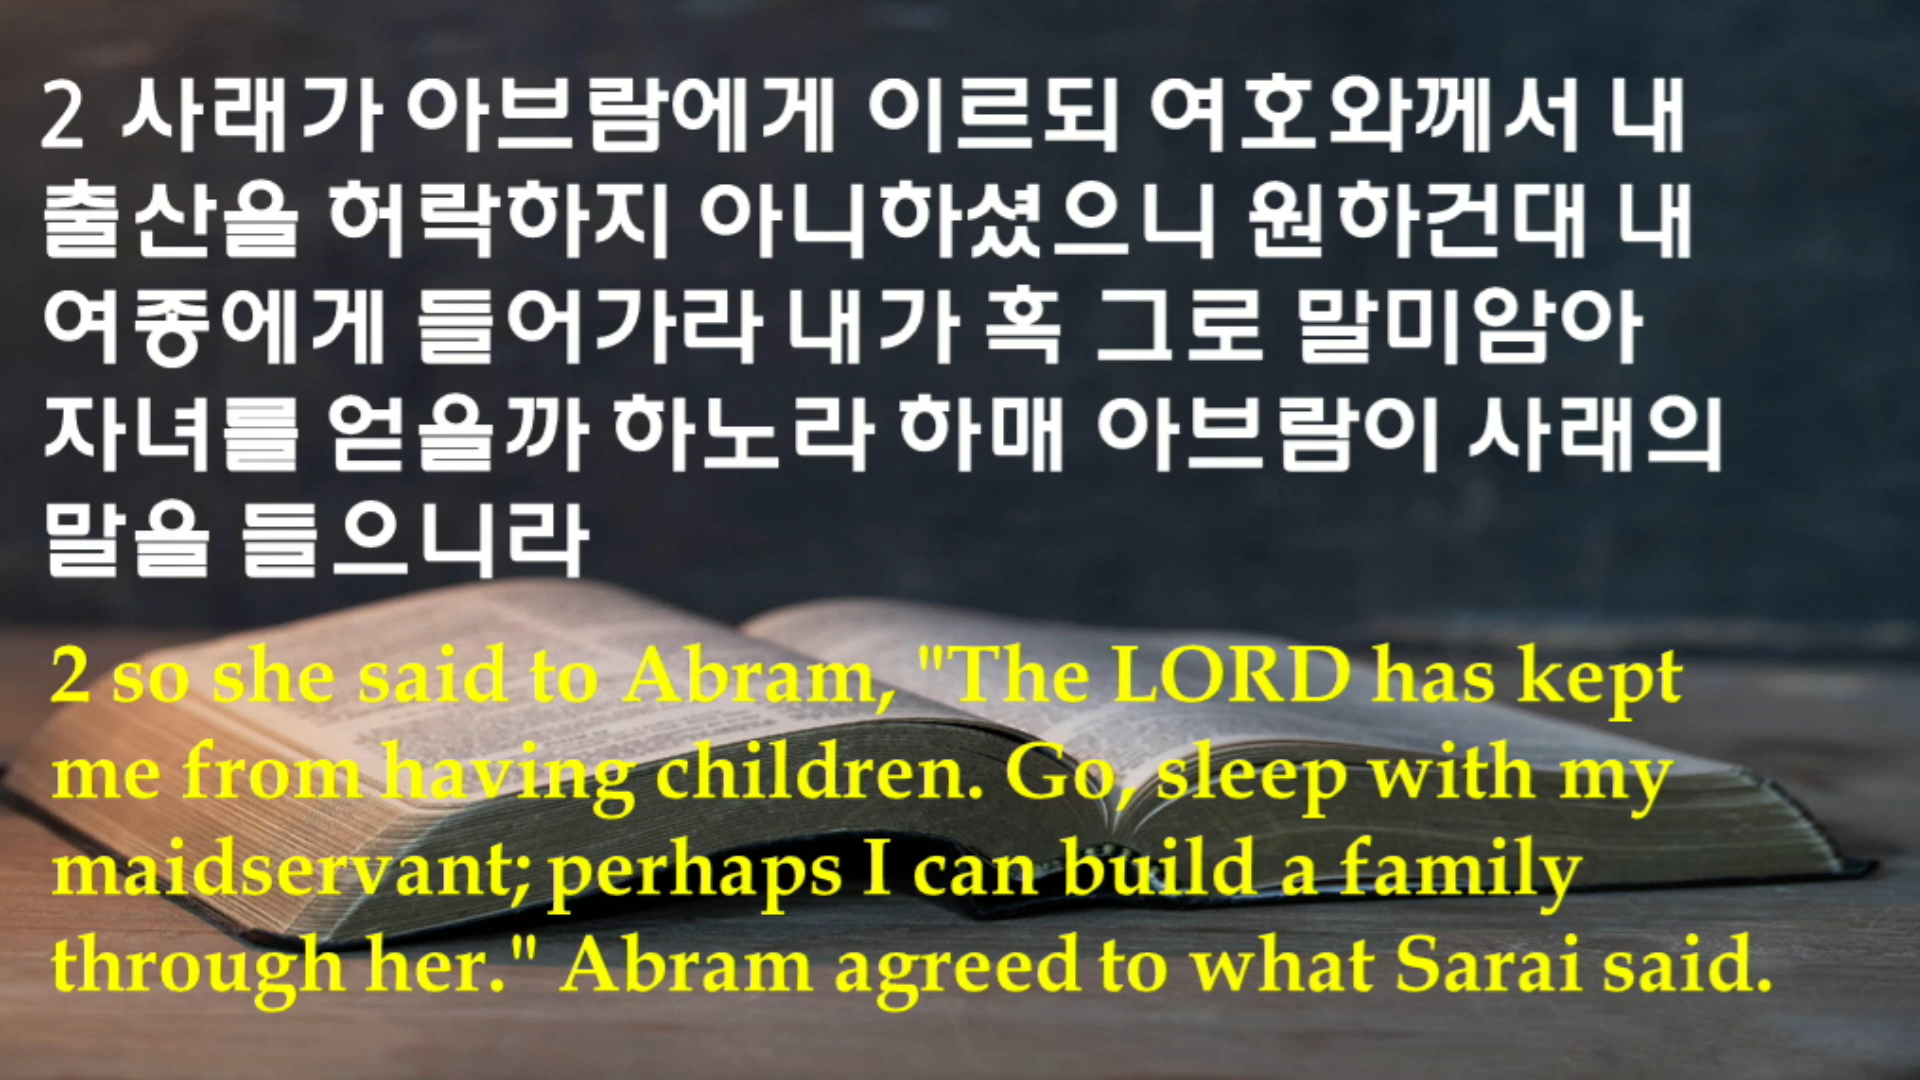 2 사래가 아브람에게 이르되 여호와께서 내
출산을 허락하지 아니하셨으니 원하건대 내
여종에게 들어가라 내가 혹 그로 말미암아
자녀를 얻을까 하노라 하매 아브람이 사래의
말을 들으니라
2 so she said to Abram, "The LORD has kept
me from having children. Go, sleep with my
maidservant; perhaps I can build a family
through her." Abram agreed to what Sarai said.